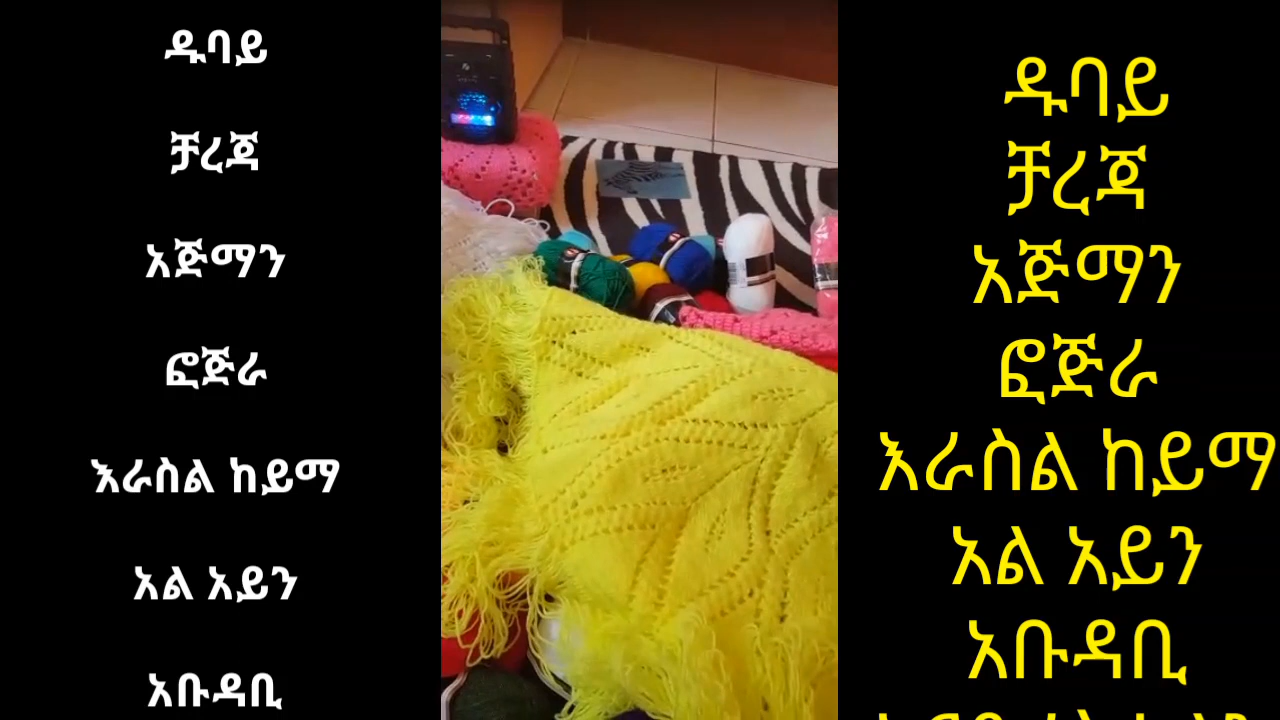 ዱባይ
ቻረጃ
አጅማን
ፎጅራ
እራስል ከይማ
አል አይን
አቡዳቢ
ዱባይ
ቻረጃ
አጅማን
ፎጅራ
እራስል ከይማ
አል አይን
አቡዳቢ